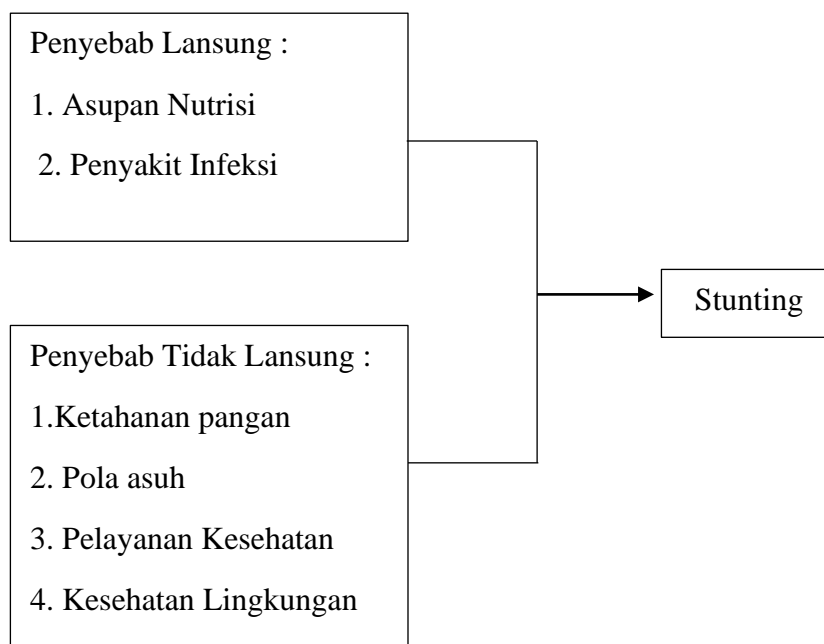 Penyebab Lansung :
1. Asupan Nutrisi
2. Penyakit Infeksi
Penyebab Tidak Lansung :
1.Ketahanan pangan
2. Pola asuh
3. Pelayanan Kesehatan
4. Kesehatan Lingkungan
Stunting